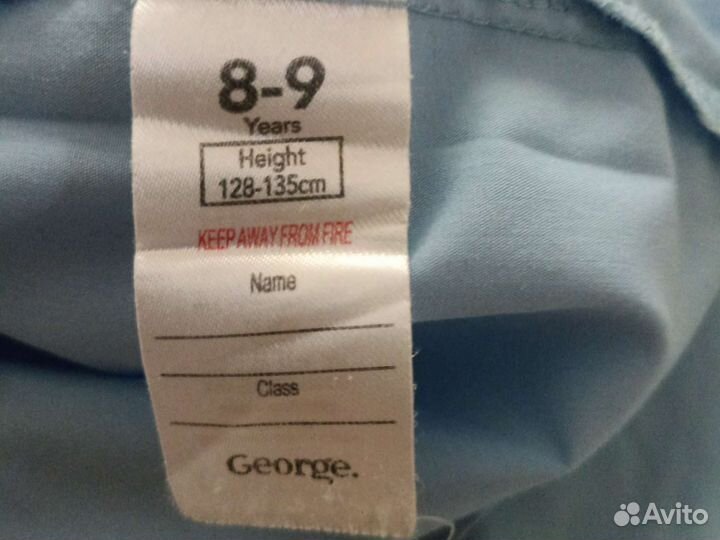 8-9
Years
Height
128-135cm
KEEP AWAY FROM FIRE
Name
Class
George.
Avito